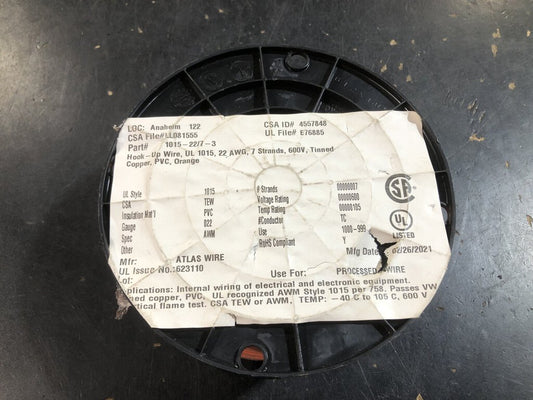 LOC: Anaheim 122 CSA ID# 4557848
CSA File#LL081555 UL File# E76885
Part# 1015-22/7-3
Hook-Up Wire, UL 1015, 22 AWG, 7 Strands, 600V, Tinned
Copper, PVC, Orange
UL Style 1015 # Strands 00000007
CSA TEW Voltage Rating 00000600
Insulation Mat'l PVC Temp Rating 00000105
Gauge 022 #Conductor TC
Spec AWM Use 1000-999
Other RoHS Compliant Y
LISTED
Mfr: ATLAS WIRE Mfg Date 02/26/2021
UL Issue No.:623110 Use For: PROCESSED WIRE
ot:
plications: Internal wiring of electrical and electronic equipment.
ned copper, PVC. UL recognized AWM Style 1015 per 758. Passes VW
tical flame test. CSA TEW or AWM, TEMP: -40 C to 105 C, 600 V